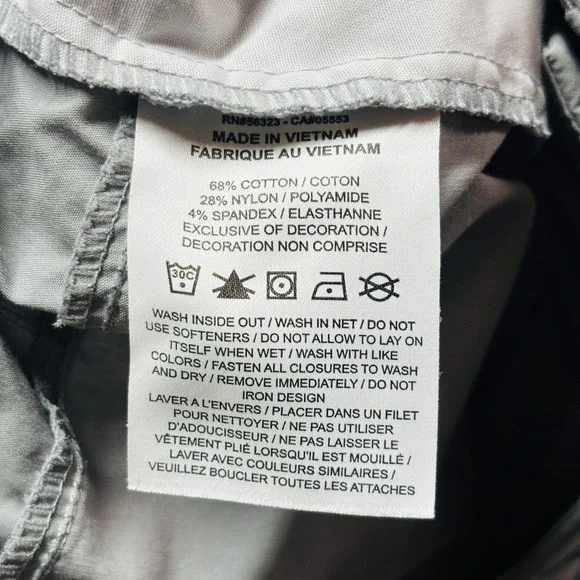 RN#56323 - CA#05553
MADE IN VIETNAM
FABRIQUE AU VIETNAM
68% COTTON / COTON
28% NYLON / POLYAMIDE
4% SPANDEX / ELASTHANNE
EXCLUSIVE OF DECORATION /
DECORATION NON COMPRISE
30C
WASH INSIDE OUT / WASH IN NET / DO NOT
USE SOFTENERS / DO NOT ALLOW TO LAY ON
ITSELF WHEN WET / WASH WITH LIKE
COLORS / FASTEN ALL CLOSURES TO WASH
AND DRY / REMOVE IMMEDIATELY / DO NOT
IRON DESIGN
LAVER A L'ENVERS / PLACER DANS UN FILET
POUR NETTOYER / NE PAS UTILISER
D'ADOUCISSEUR / NE PAS LAISSER LE
VÊTEMENT PLIÉ LORSQU'IL EST MOUILLÉ /
LAVER AVEC COULEURS SIMILAIRES /
VEUILLEZ BOUCLER TOUTES LES ATTACHES